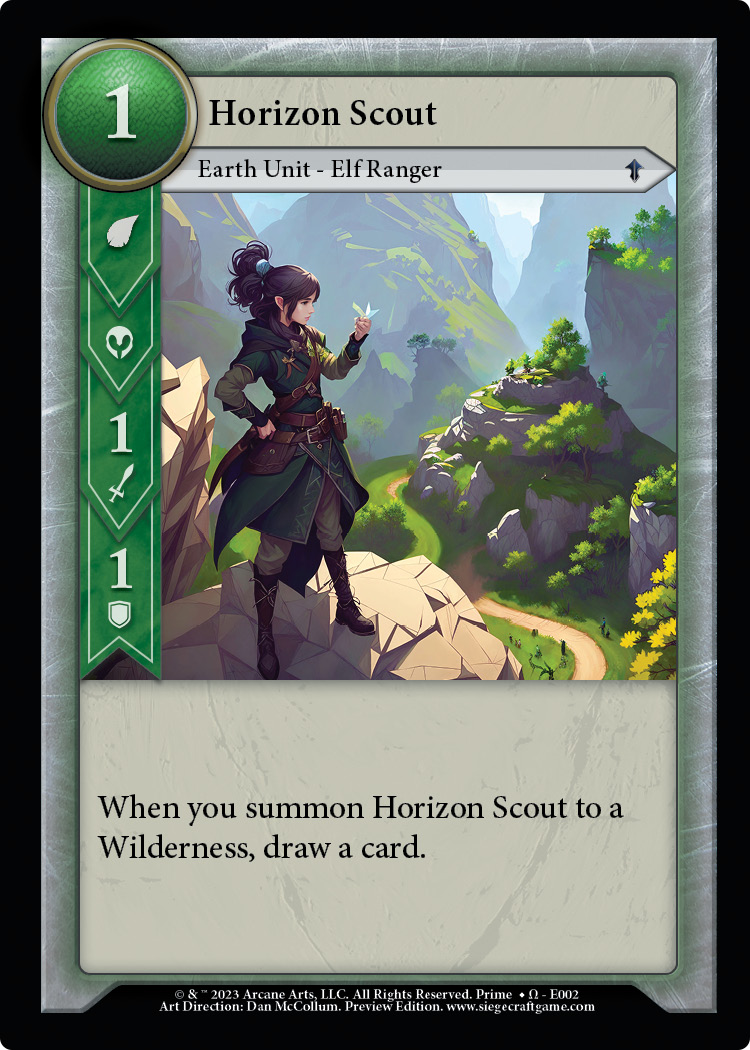 1
Horizon Scout
Earth Unit - Elf Ranger
1
1
When you summon Horizon Scout to a
Wilderness, draw a card.
© & ™ 2023 Arcane Arts, LLC. All Rights Reserved. Prime ⬥ Ω - E002
Art Direction: Dan McCollum. Preview Edition. www.siegecraftgame.com